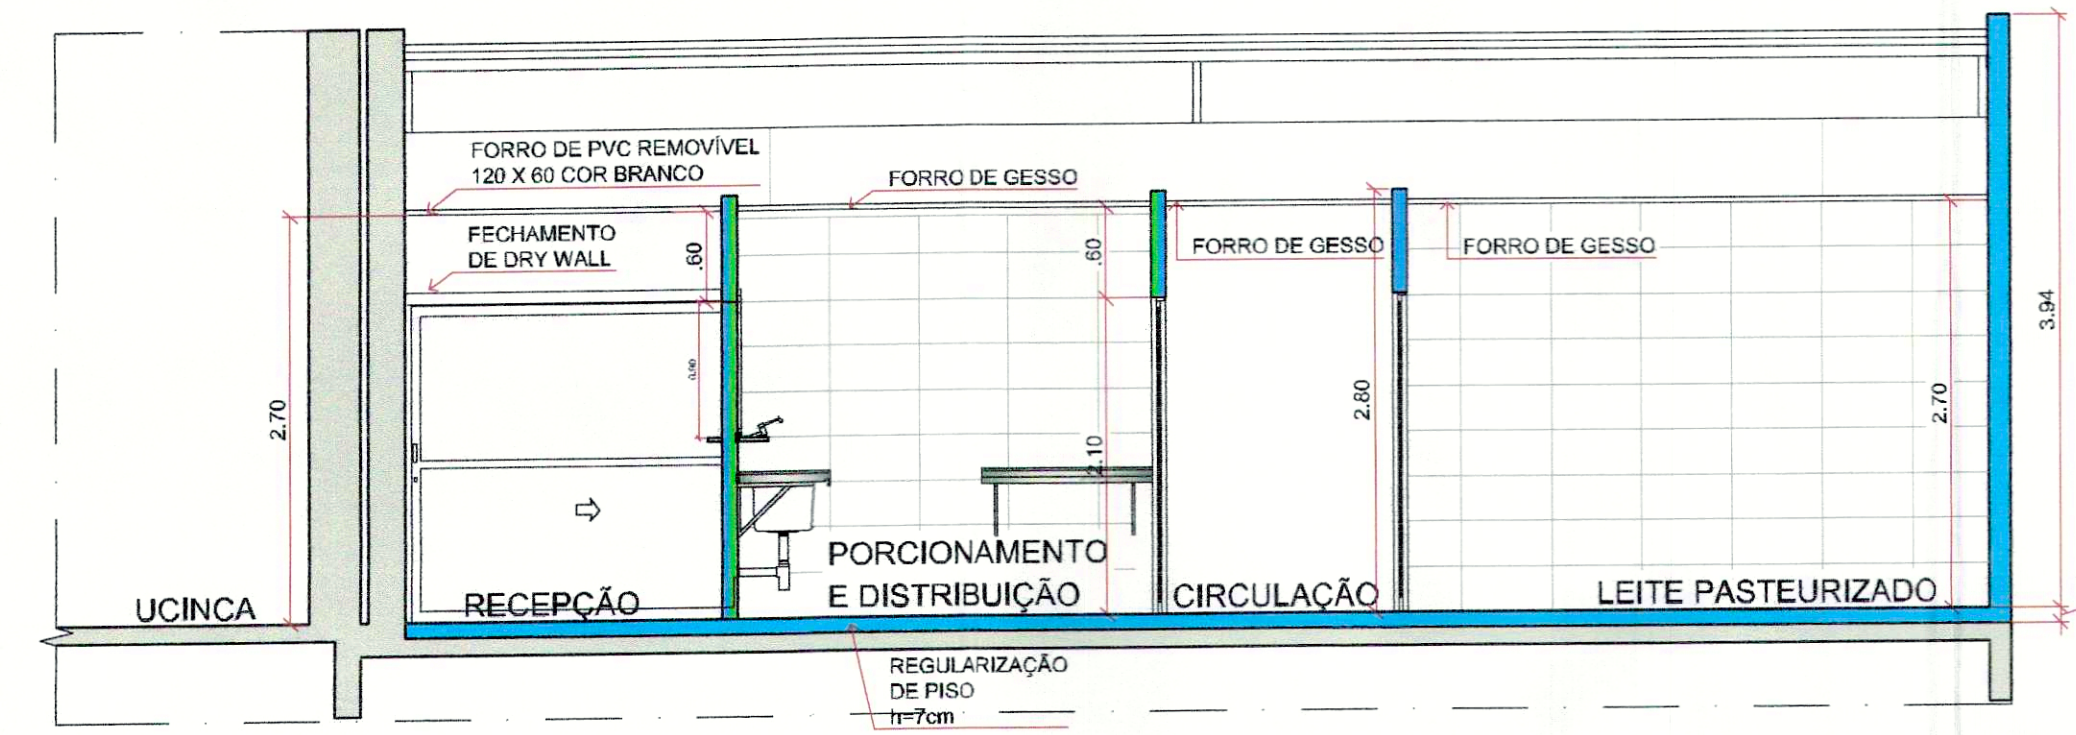 FORRO DE PVC REMOVÍVEL
120 X 60 COR BRANCO
FORRO DE GESSO
FECHAMENTO
DE DRY WALL
.60
.60
FORRO DE GESSO
FORRO DE GESSO
3.94
2.70
0.90
2.80
2.70
2.10
UCINCA
RECEPÇÃO
PORCIONAMENTO
E DISTRIBUIÇÃO
CIRCULAÇÃO
LEITE PASTEURIZADO
REGULARIZAÇÃO
DE PISO
h=7cm